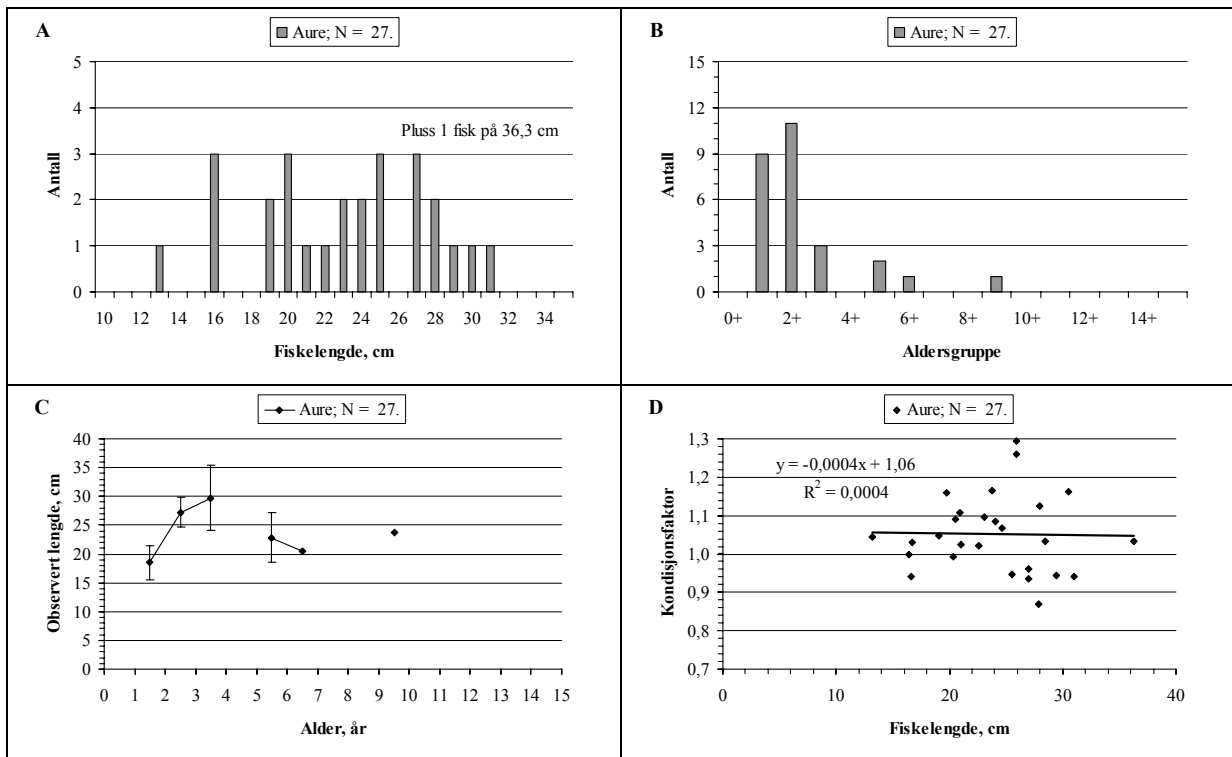 A
Aure; N = 27.
5
4
3
2
1
0
Antall
Pluss 1 fisk på 36,3 cm
10 12 14 16 18 20 22 24 26 28 30 32 34
Fiskelengde, cm
B
Aure; N = 27.
15
12
9
6
3
0
Antall
0+ 2+ 4+ 6+ 8+ 10+ 12+ 14+
Aldersgruppe
C
Aure; N = 27.
40
35
30
25
20
15
10
5
0
Observert lengde, cm
0 1 2 3 4 5 6 7 8 9 10 11 12 13 14 15
Alder, år
D
Aure; N = 27.
1,3
1,2
1,1
1,0
0,9
0,8
0,7
Kondisjonsfaktor
y = -0,0004x + 1,06
R² = 0,0004
0 10 20 30 40
Fiskelengde, cm